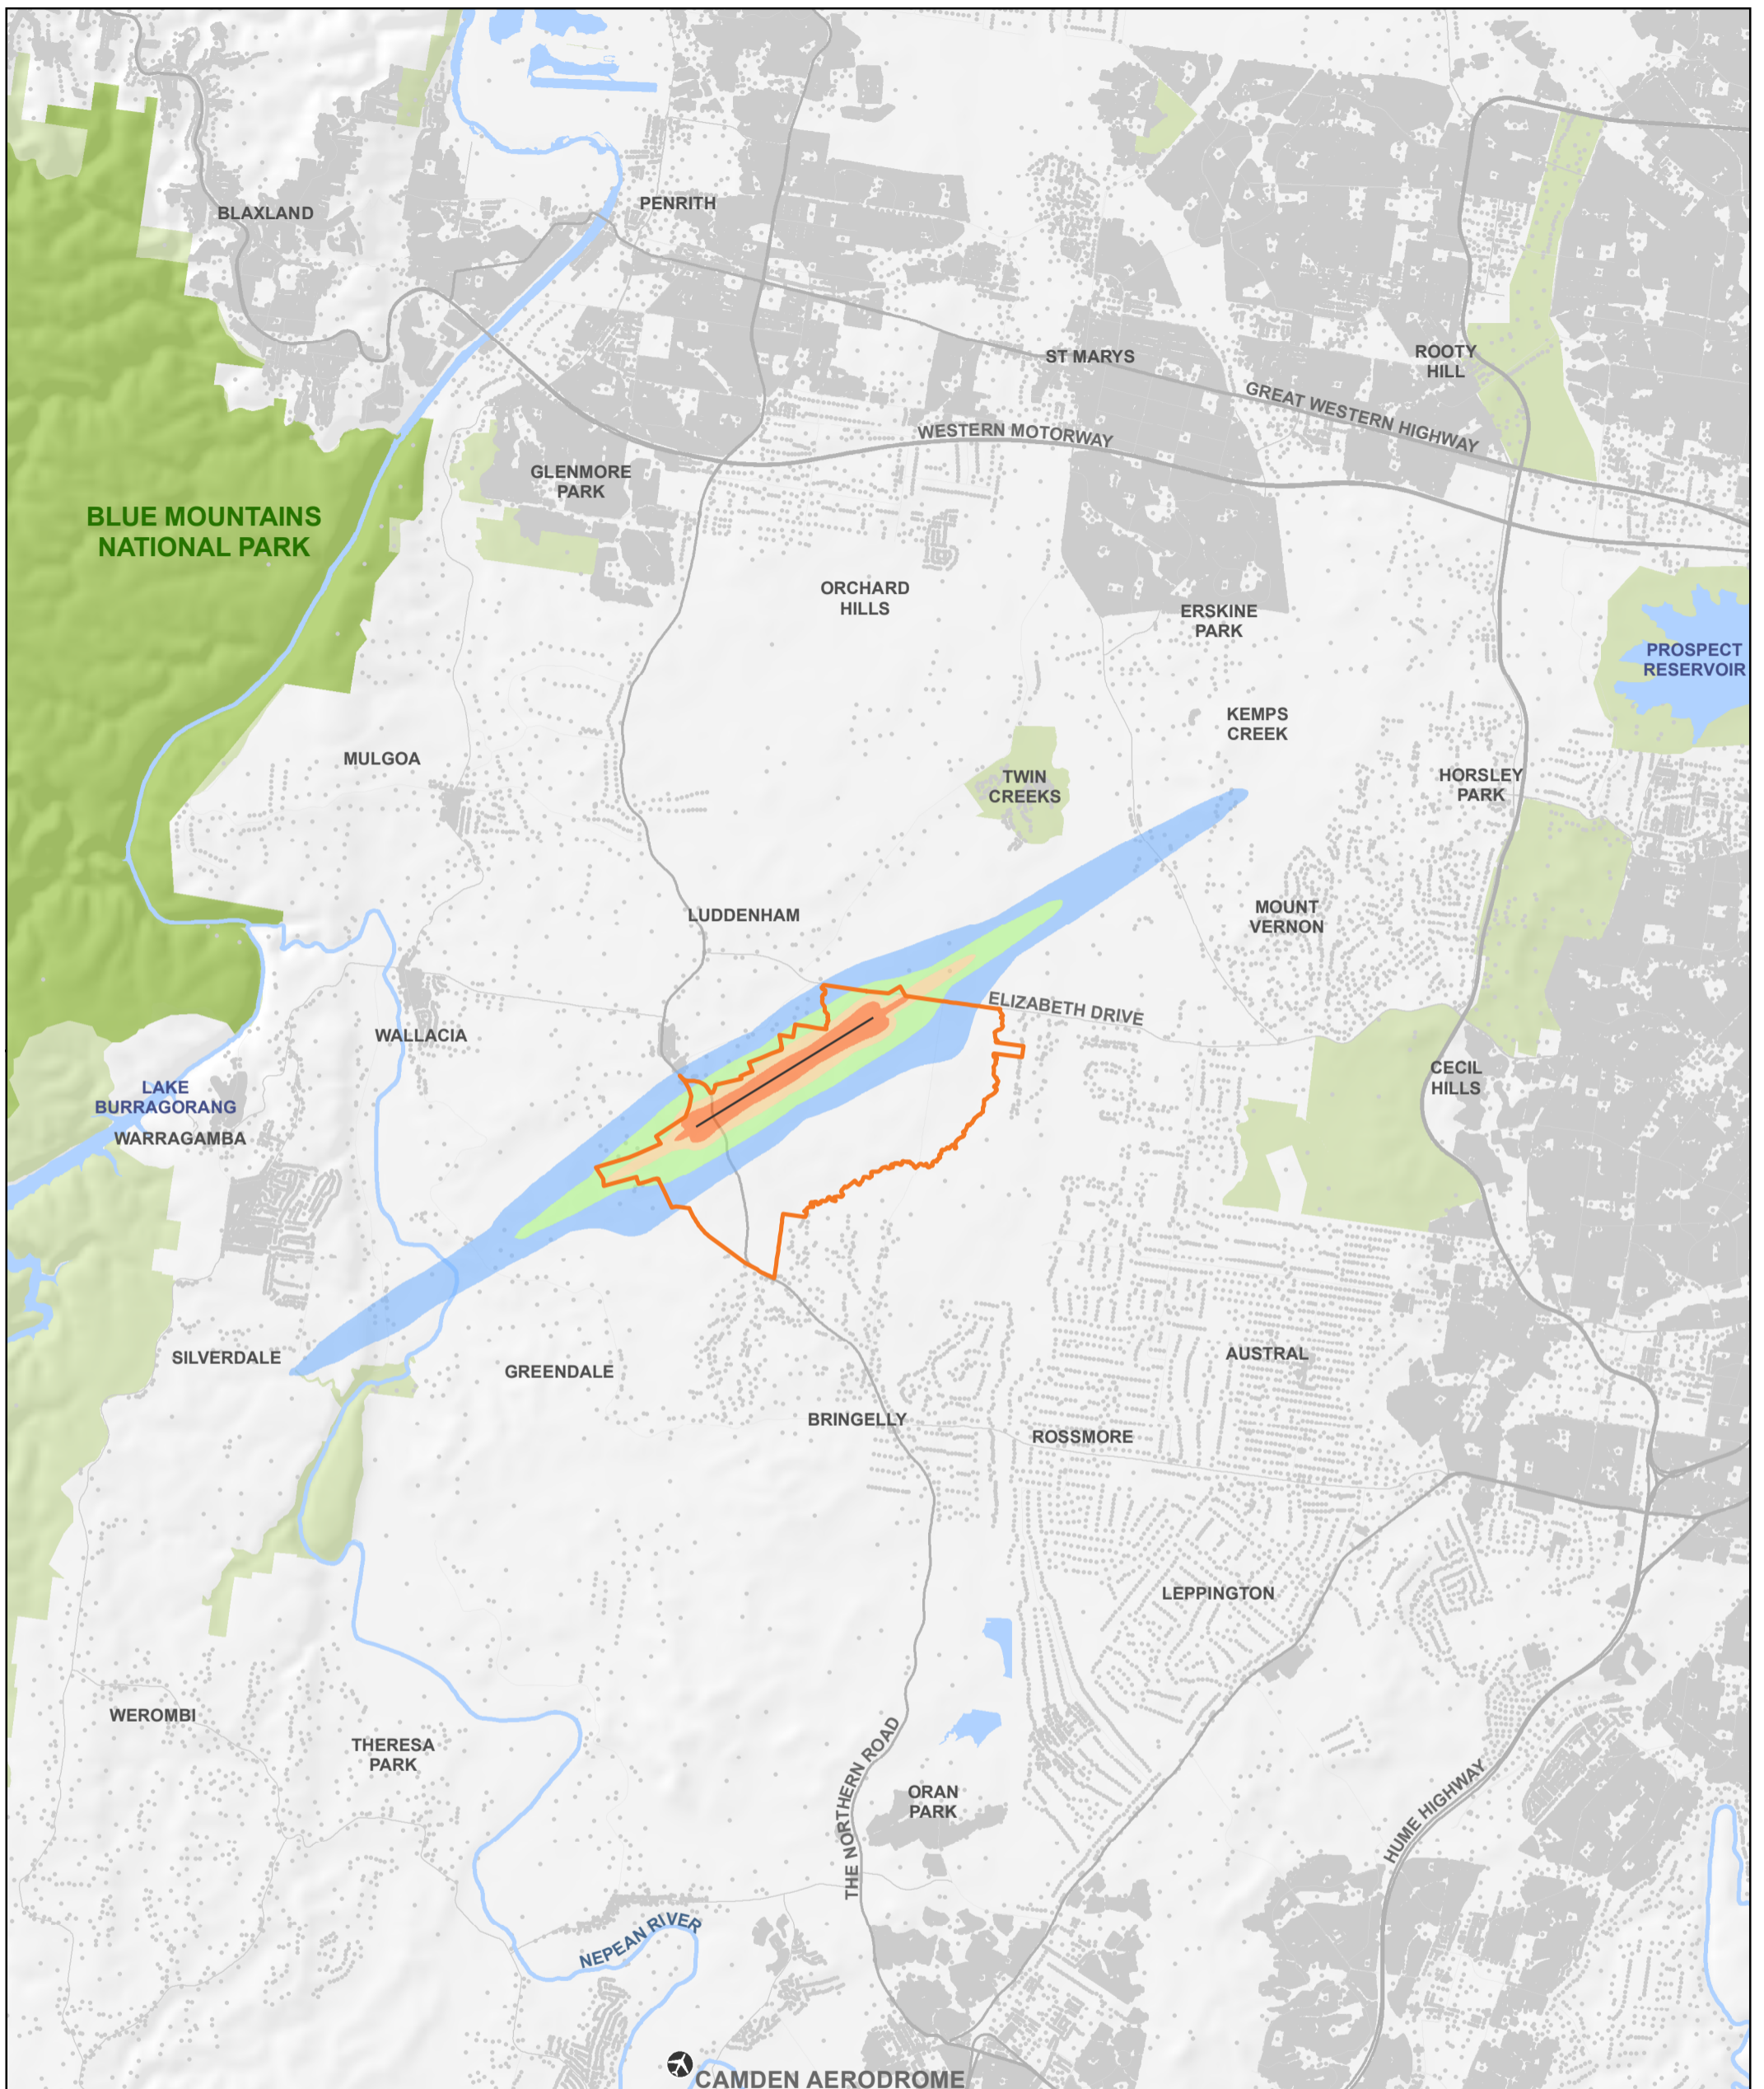 BLAXLAND
PENRITH
ST MARYS
ROOTY
HILL
GREAT WESTERN HIGHWAY
WESTERN MOTORWAY
GLENMORE
PARK
BLUE MOUNTAINS
NATIONAL PARK
ORCHARD
HILLS
ERSKINE
PARK
PROSPECT
RESERVOIR
KEMPS
CREEK
MULGOA
TWIN
CREEKS
HORSLEY
PARK
LUDDENHAM
MOUNT
VERNON
ELIZABETH DRIVE
WALLACIA
CECIL
HILLS
LAKE
BURRAGORANG
WARRAGAMBA
SILVERDALE
GREENDALE
AUSTRAL
BRINGELLY
ROSSMORE
LEPPINGTON
WEROMBI
THERESA
PARK
THE NORTHERN ROAD
ORAN
PARK
HUME HIGHWAY
NEPEAN RIVER
CAMDEN AERODROME